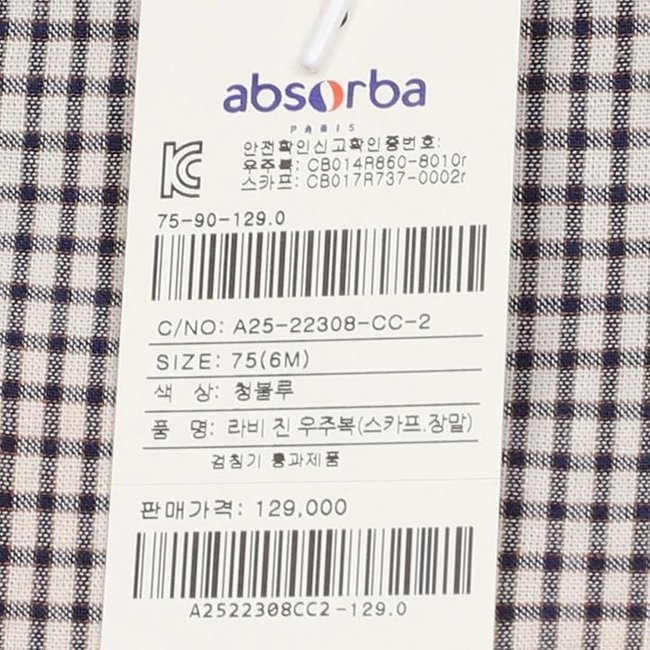 absorba
PARIS
안전확인신고확인증번호:
우주복: CB014R860-8010r
스카프: CB017R737-0002r
75-90-129.0
C/NO: A25-22308-CC-2
SIZE: 75(6M)
색 상: 청블루
품 명: 라비 진 우주복(스카프.장말)
검침기 통과제품
판매가격: 129,000
A2522308CC2-129.0